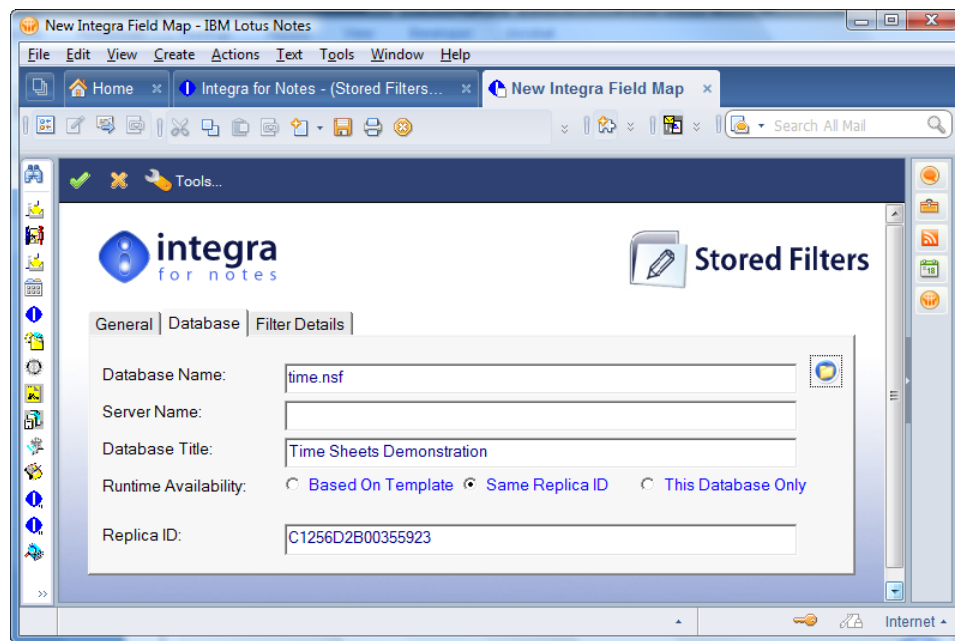 New Integra Field Map - IBM Lotus Notes
File Edit View Create Actions Text Tools Window Help
Home Integra for Notes - (Stored Filters... New Integra Field Map
Search All Mail
Tools...
integra
for notes
Stored Filters
General Database Filter Details
Database Name: time.nsf
Server Name:
Database Title: Time Sheets Demonstration
Runtime Availability: Based On Template Same Replica ID This Database Only
Replica ID: C1256D2B00355923
Internet